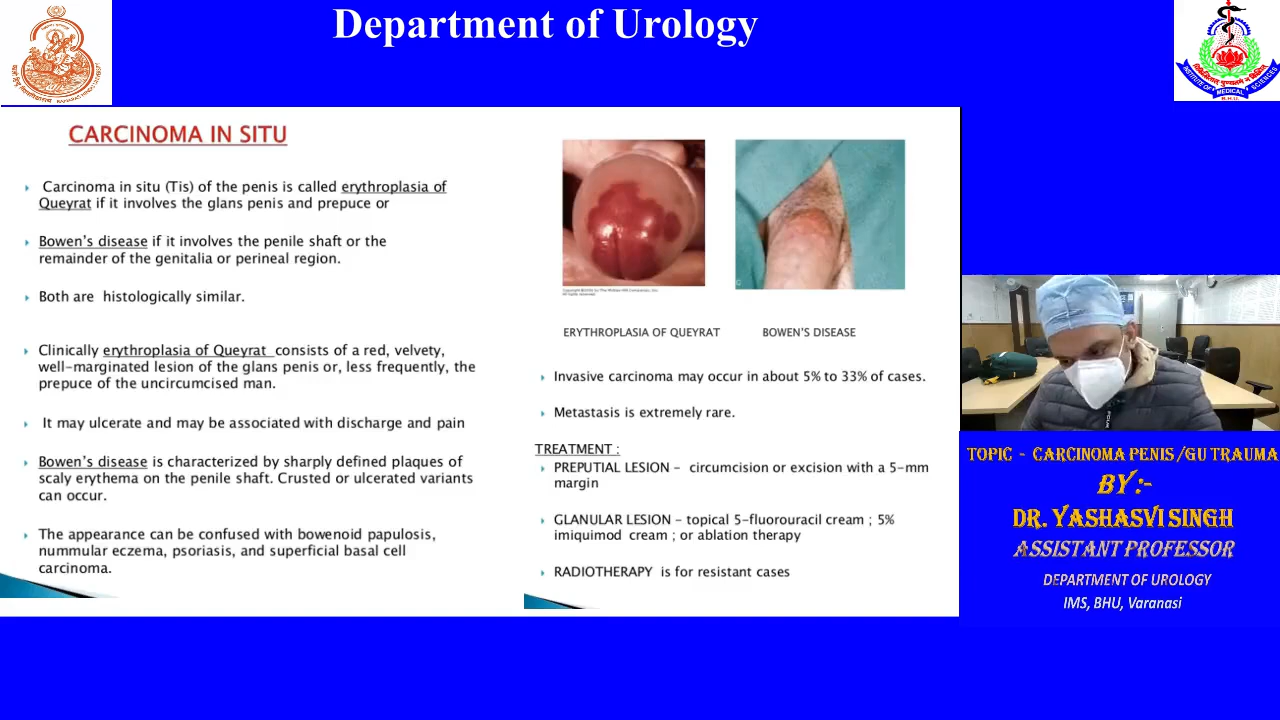 Department of Urology
INSTITUTE OF MEDICAL SCIENCES
B.H.U.
CARCINOMA IN SITU
Carcinoma in situ (Tis) of the penis is called erythroplasia of
Queyrat if it involves the glans penis and prepuce or
Bowen's disease if it involves the penile shaft or the
remainder of the genitalia or perineal region.
Both are histologically similar.
Clinically erythroplasia of Queyrat consists of a red, velvety,
well-marginated lesion of the glans penis or, less frequently, the
prepuce of the uncircumcised man.
It may ulcerate and may be associated with discharge and pain
Bowen's disease is characterized by sharply defined plaques of
scaly erythema on the penile shaft. Crusted or ulcerated variants
can occur.
The appearance can be confused with bowenoid papulosis,
nummular eczema, psoriasis, and superficial basal cell
carcinoma.
ERYTHROPLASIA OF QUEYRAT
BOWEN'S DISEASE
Invasive carcinoma may occur in about 5% to 33% of cases.
Metastasis is extremely rare.
TREATMENT :
PREPUTIAL LESION – circumcision or excision with a 5-mm
margin
GLANULAR LESION – topical 5-fluorouracil cream ; 5%
imiquimod cream ; or ablation therapy
RADIOTHERAPY is for resistant cases
TOPIC - CARCINOMA PENIS /GU TRAUMA
BY:-
DR. YASHASVI SINGH
ASSISTANT PROFESSOR
DEPARTMENT OF UROLOGY
IMS, BHU, Varanasi